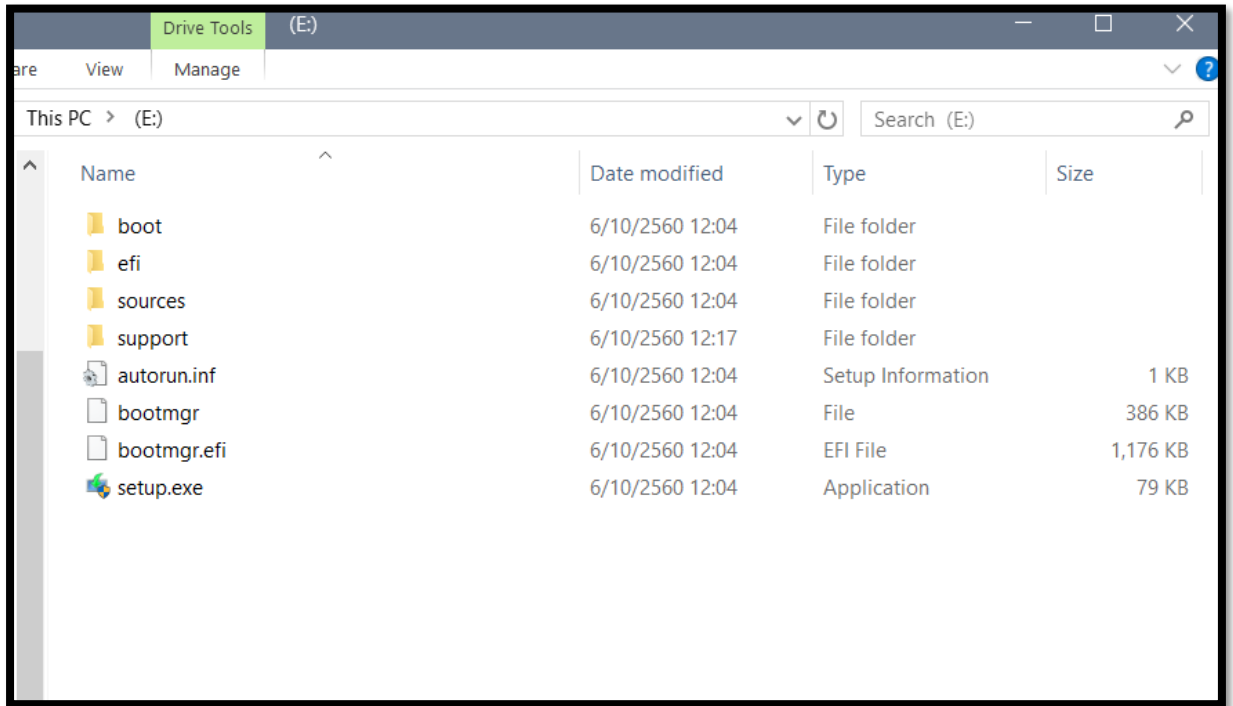 Drive Tools (E:)
are View Manage ?
This PC > (E:) Search (E:)
Name Date modified Type Size
boot 6/10/2560 12:04 File folder
efi 6/10/2560 12:04 File folder
sources 6/10/2560 12:04 File folder
support 6/10/2560 12:17 File folder
autorun.inf 6/10/2560 12:04 Setup Information 1 KB
bootmgr 6/10/2560 12:04 File 386 KB
bootmgr.efi 6/10/2560 12:04 EFI File 1,176 KB
setup.exe 6/10/2560 12:04 Application 79 KB